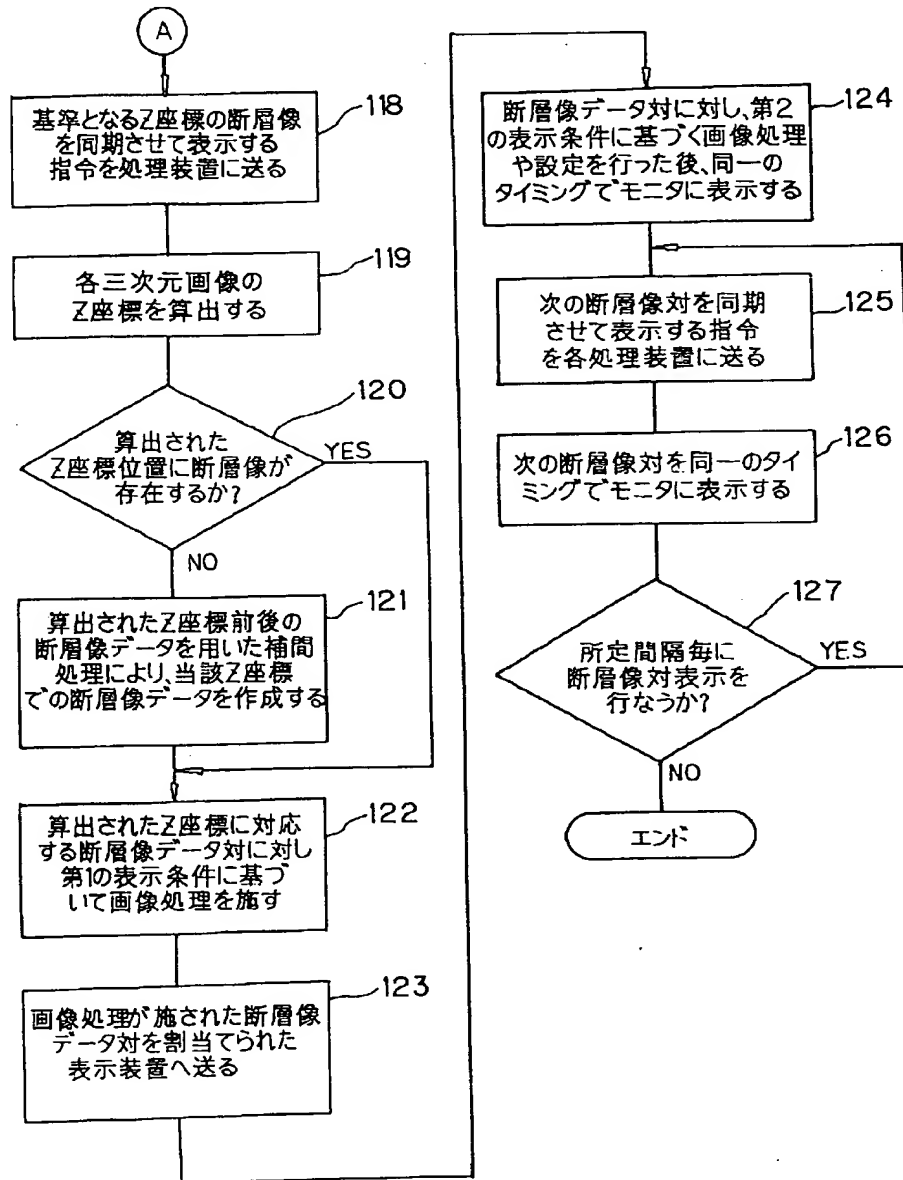 A
基準となるZ座標の断層像
を同期させて表示する
指令を処理装置に送る
118
各三次元画像の
Z座標を算出する
119
算出された
Z座標位置に断層像が
存在するか?
120
YES
NO
算出されたZ座標前後の
断層像データを用いた補間
処理により、当該Z座標
での断層像データを作成する
121
算出されたZ座標に対応
する断層像データ対に対し
第1の表示条件に基づ
いて画像処理を施す
122
画像処理が施された断層像
データ対を割当てられた
表示装置へ送る
123
断層像データ対に対し、第2
の表示条件に基づく画像処理
や設定を行った後、同一の
タイミングでモニタに表示する
124
次の断層像対を同期
させて表示する指令
を各処理装置に送る
125
次の断層像対を同一のタ
イミングでモニタに表示する
126
所定間隔毎に
断層像対表示を
行なうか?
127
YES
NO
エンド